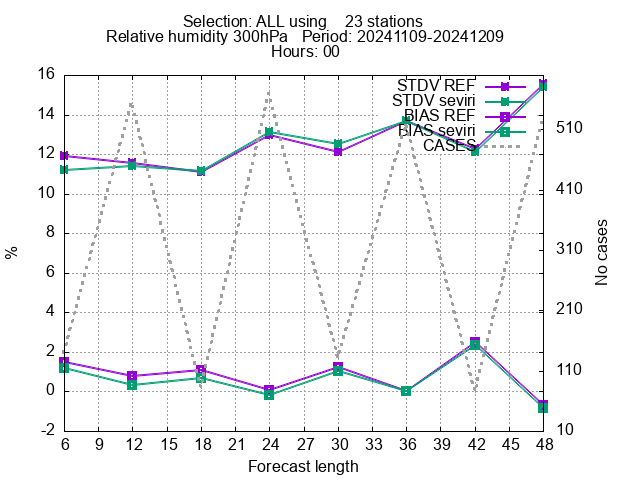 Selection: ALL using    23 stations
Relative humidity 300hPa   Period: 20241109-20241209
Hours: 00
STDV REF
STDV seviri
BIAS REF
BIAS seviri
CASES
%
16
14
12
10
8
6
4
2
0
-2
510
410
310
210
110
10
No cases
6 9 12 15 18 21 24 27 30 33 36 39 42 45 48
Forecast length